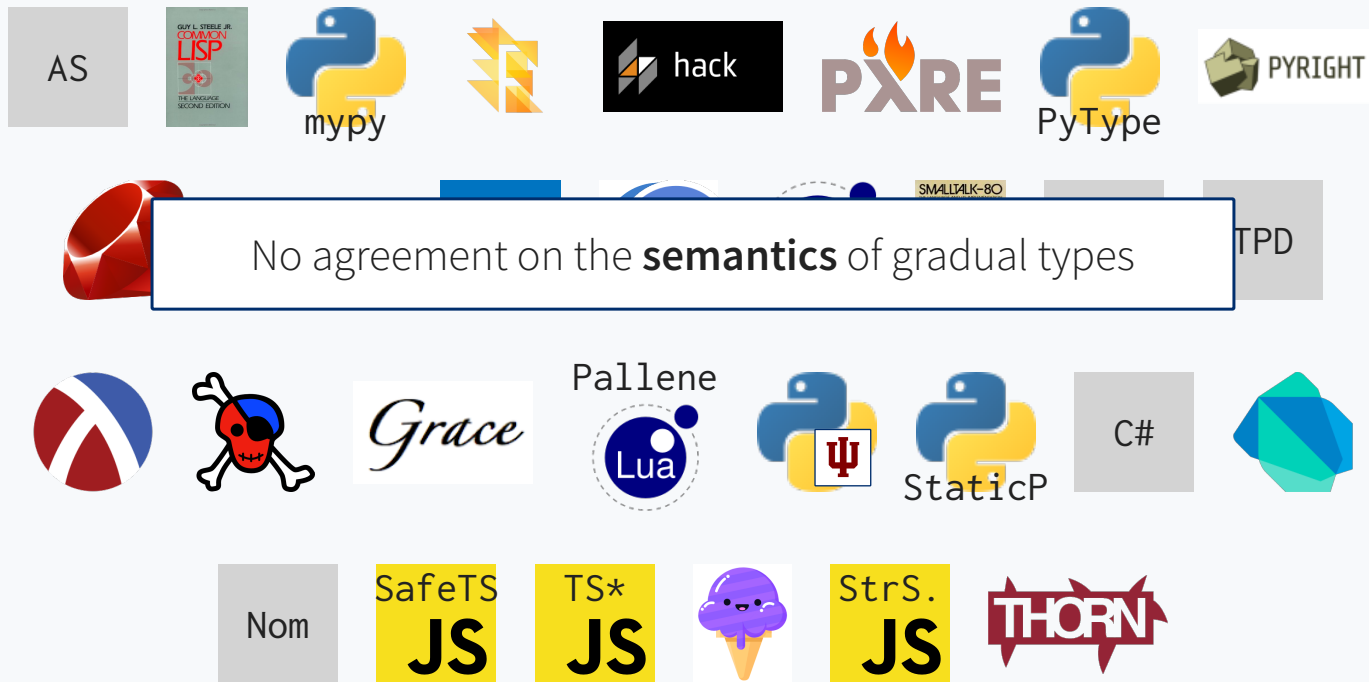 AS
GUY L. STEELE JR.
COMMON
LISP
THE LANGUAGE
SECOND EDITION
mypy
hack
PYRE
PyType
PYRIGHT
SMALLTALK-80
No agreement on the semantics of gradual types
TPD
Grace
Pallene
Lua
StaticP
C#
Nom
SafeTS
JS
TS*
JS
StrS.
JS
THORN